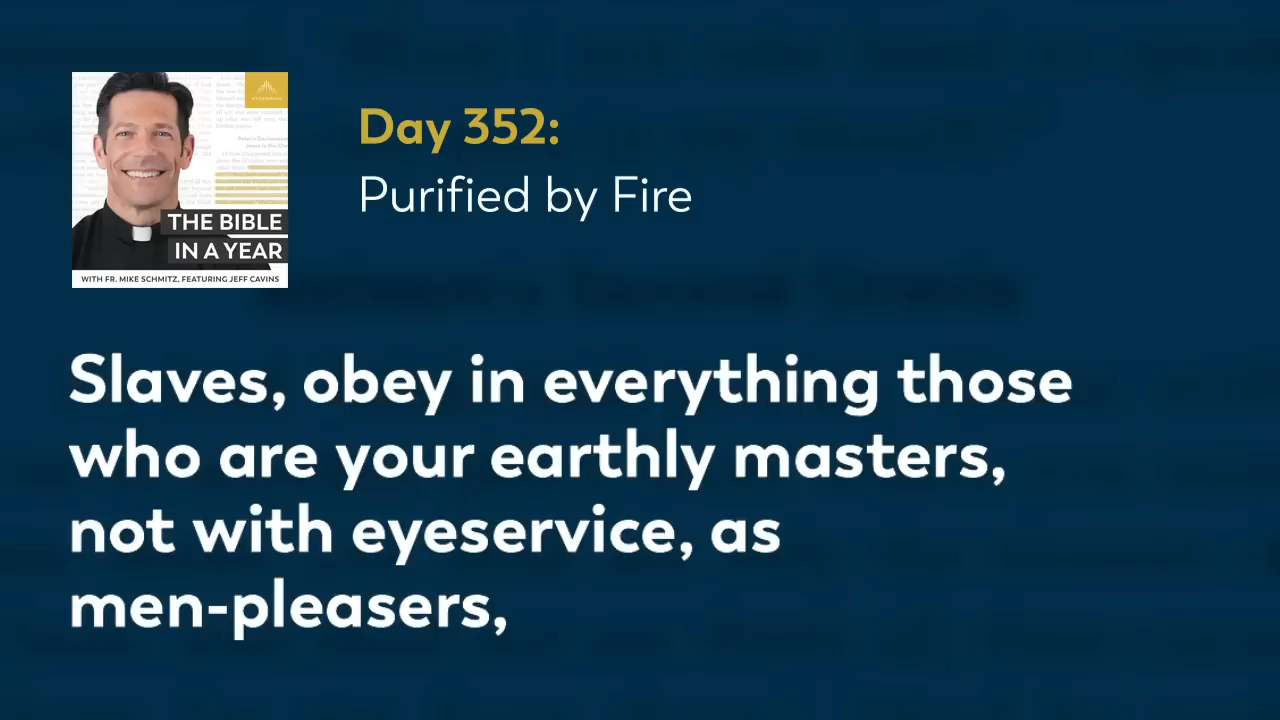 THE BIBLE
IN A YEAR
WITH FR. MIKE SCHMITZ, FEATURING JEFF CAVINS
Day 352:
Purified by Fire
Slaves, obey in everything those
who are your earthly masters,
not with eyeservice, as
men-pleasers,